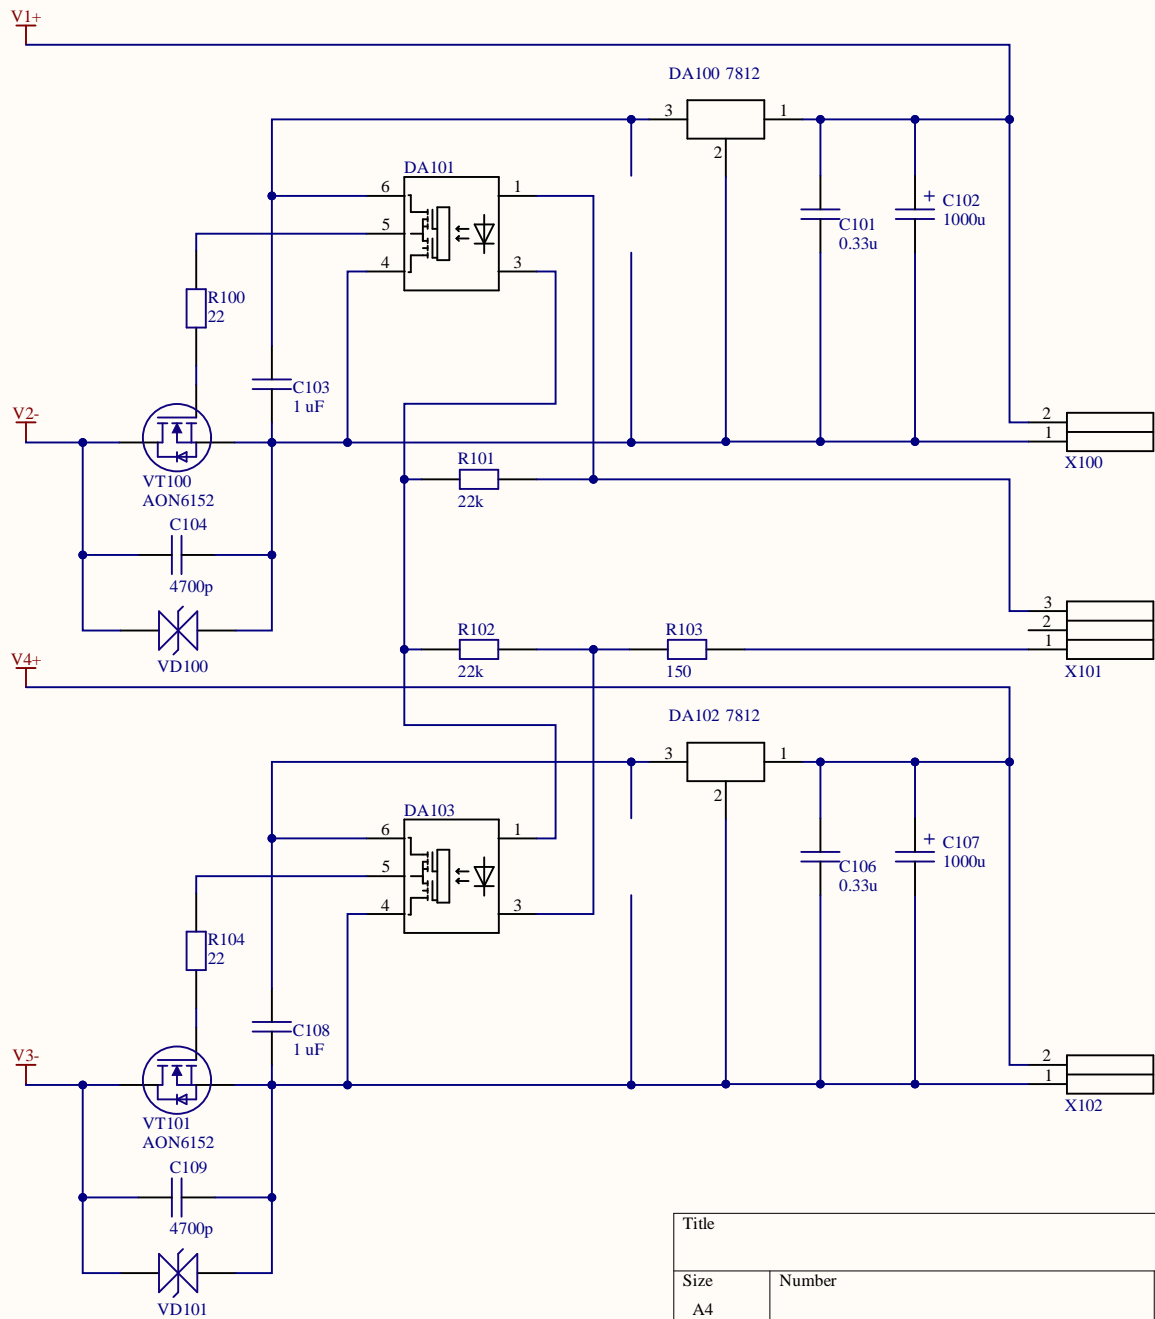 V1+
DA100 7812
3
1
2
DA101
6
1
5
4
3
+
C102
1000u
C101
0.33u
R100
22
C103
1 uF
V2-
2
1
X100
VT100
AON6152
R101
22k
C104
4700p
VD100
3
2
1
X101
R102
22k
R103
150
V4+
DA102 7812
3
1
2
DA103
6
1
5
4
3
+
C107
1000u
C106
0.33u
R104
22
C108
1 uF
V3-
2
1
X102
VT101
AON6152
C109
4700p
VD101
Title
Size
Number
A4